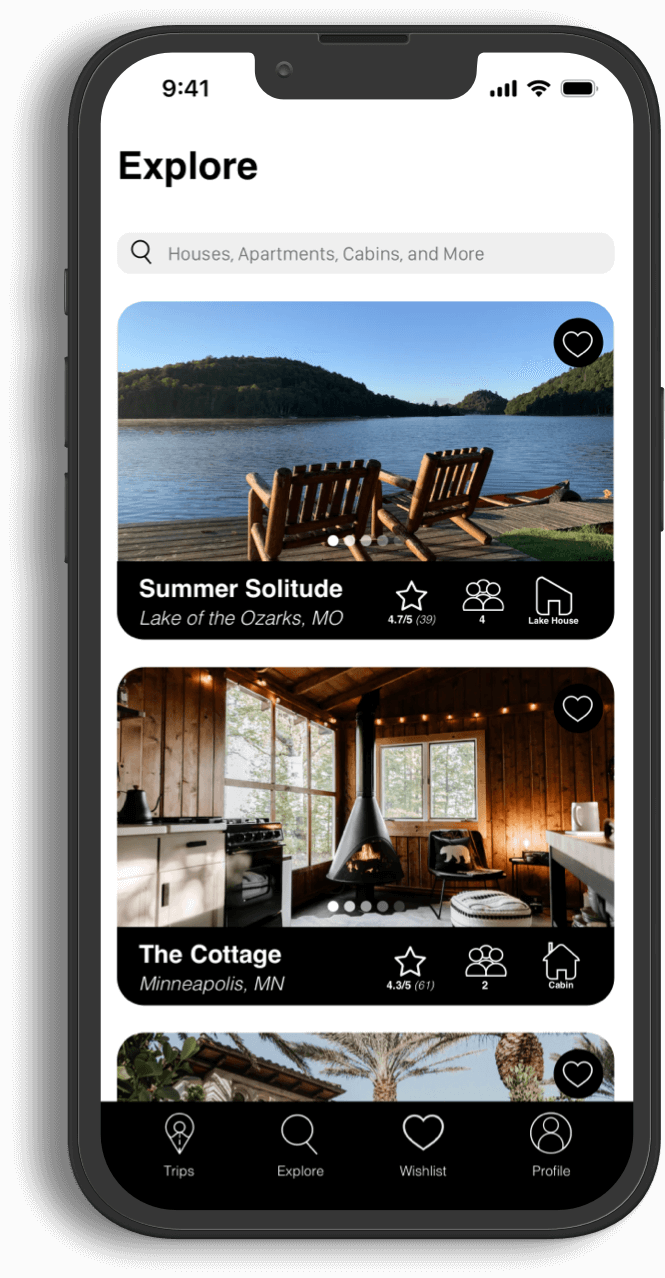 9:41
Explore
Houses, Apartments, Cabins, and More
Summer Solitude
Lake of the Ozarks, MO
4.7/5 (39)
4
Lake House
The Cottage
Minneapolis, MN
4.3/5 (61)
2
Cabin
Trips
Explore
Wishlist
Profile